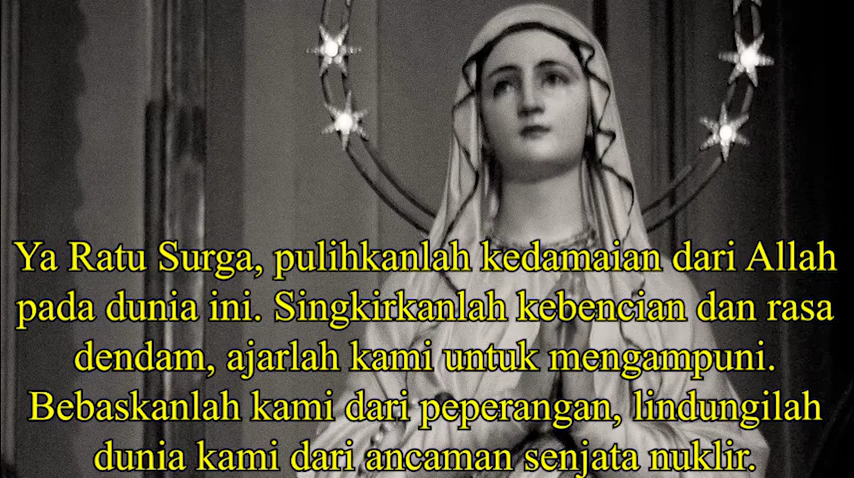 Ya Ratu Surga, pulihkanlah kedamaian dari Allah
pada dunia ini. Singkirkanlah kebencian dan rasa
dendam, ajarlah kami untuk mengampuni.
Bebaskanlah kami dari peperangan, lindungilah
dunia kami dari ancaman senjata nuklir.